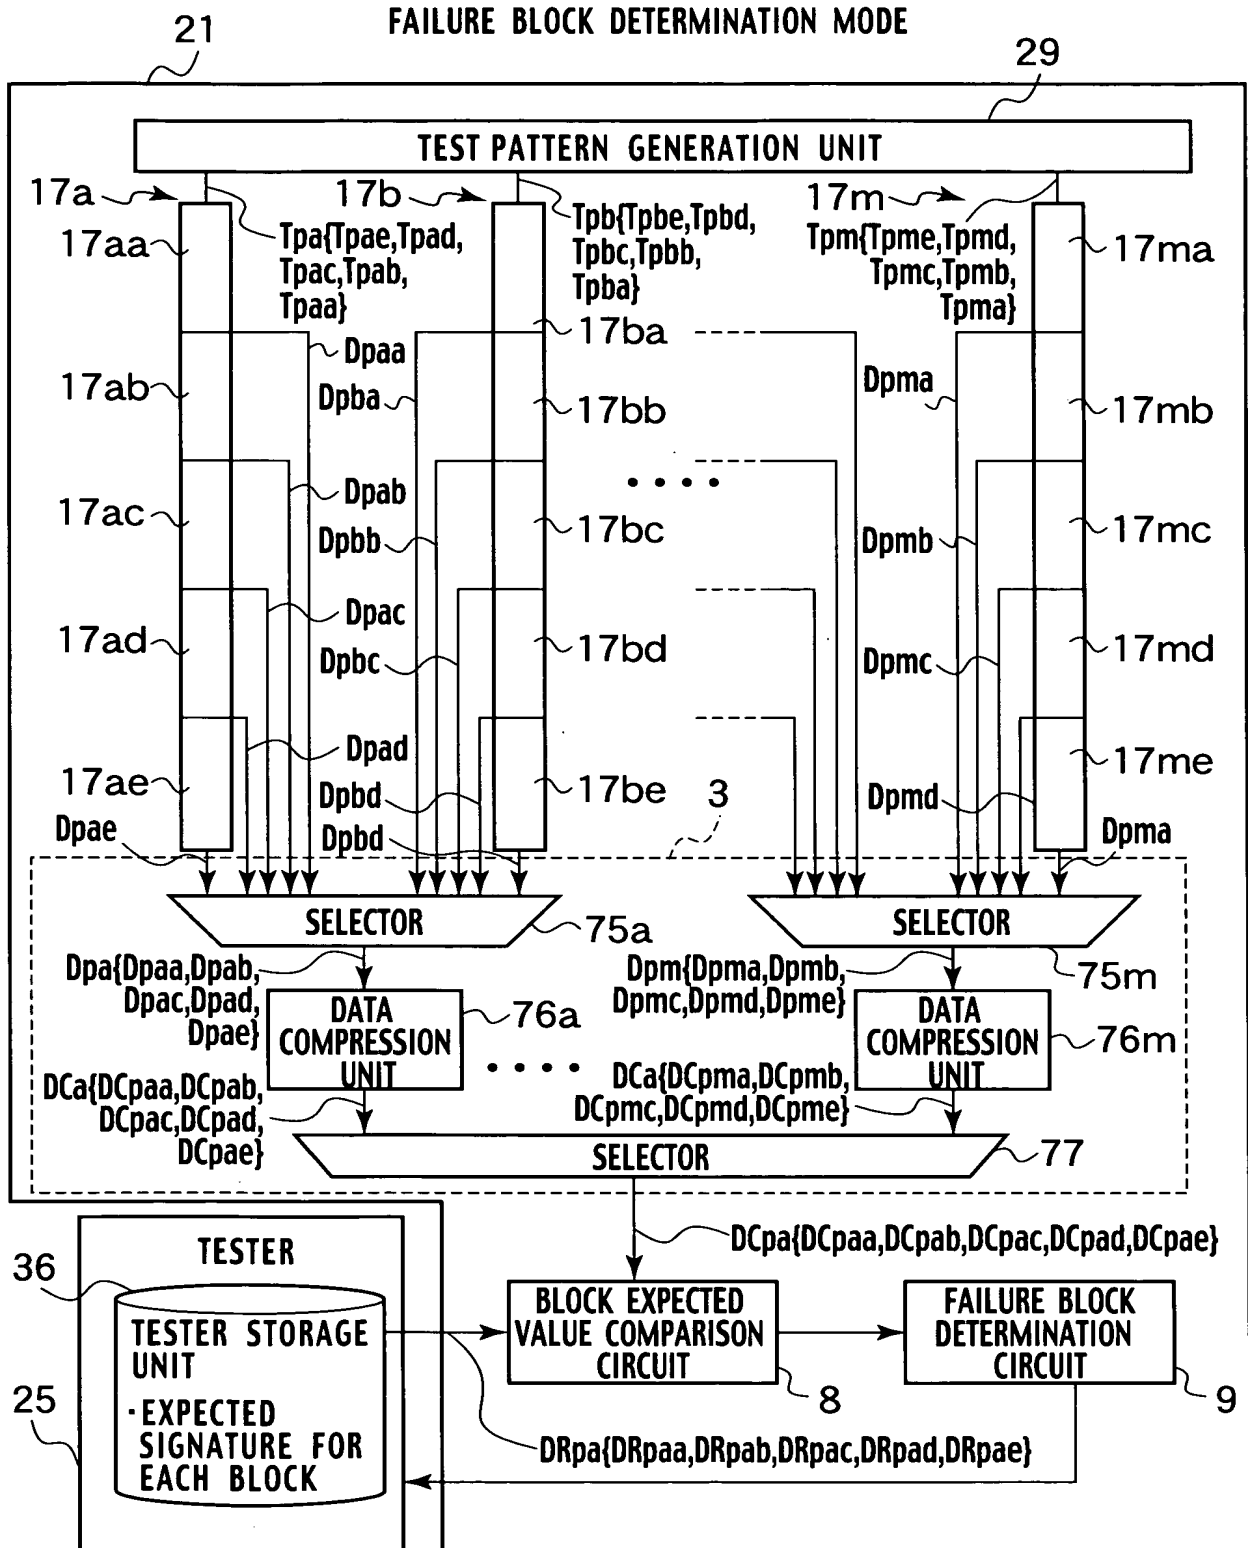 FAILURE BLOCK DETERMINATION MODE
21
29
TEST PATTERN GENERATION UNIT
17a
17b
17m
17aa
Tpa{Tpae,Tpad,
Tpac,Tpab,
Tpaa}
Tpb{Tpbe,Tpbd,
Tpbc,Tpbb,
Tpba}
Tpm{Tpme,Tpmd,
Tpmc,Tpmb,
Tpma}
17ma
17ba
Dpaa
17ab
Dpba
17bb
Dpma
17mb
Dpab
17ac
Dpbb
17bc
Dpmb
17mc
Dpac
17ad
Dpbc
17bd
Dpmc
17md
Dpad
17ae
Dpbd
17be
3
Dpmd
17me
Dpae
Dpbd
Dpma
SELECTOR
75a
SELECTOR
75m
Dpa{Dpaa,Dpab,
Dpac,Dpad,
Dpae}
DATA
COMPRESSION
UNIT
76a
Dpm{Dpma,Dpmb,
Dpmc,Dpmd,Dpme}
DATA
COMPRESSION
UNIT
76m
DCa{DCpaa,DCpab,
DCpac,DCpad,
DCpae}
DCa{DCpma,DCpmb,
DCpmc,DCpmd,DCpme}
SELECTOR
77
DCpa{DCpaa,DCpab,DCpac,DCpad,DCpae}
TESTER
36
TESTER STORAGE
UNIT
·EXPECTED
SIGNATURE FOR
EACH BLOCK
25
BLOCK EXPECTED
VALUE COMPARISON
CIRCUIT
8
FAILURE BLOCK
DETERMINATION
CIRCUIT
9
DRpa{DRpaa,DRpab,DRpac,DRpad,DRpae}